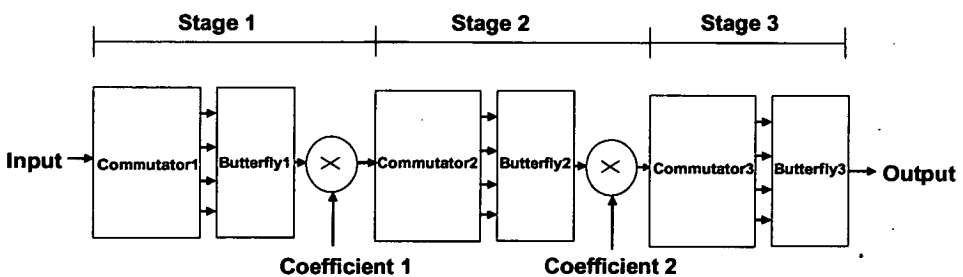 Stage 1
Stage 2
Stage 3
Input
Commutator1
Butterfly1
Commutator2
Butterfly2
Commutator3
Butterfly3
Output
Coefficient 1
Coefficient 2